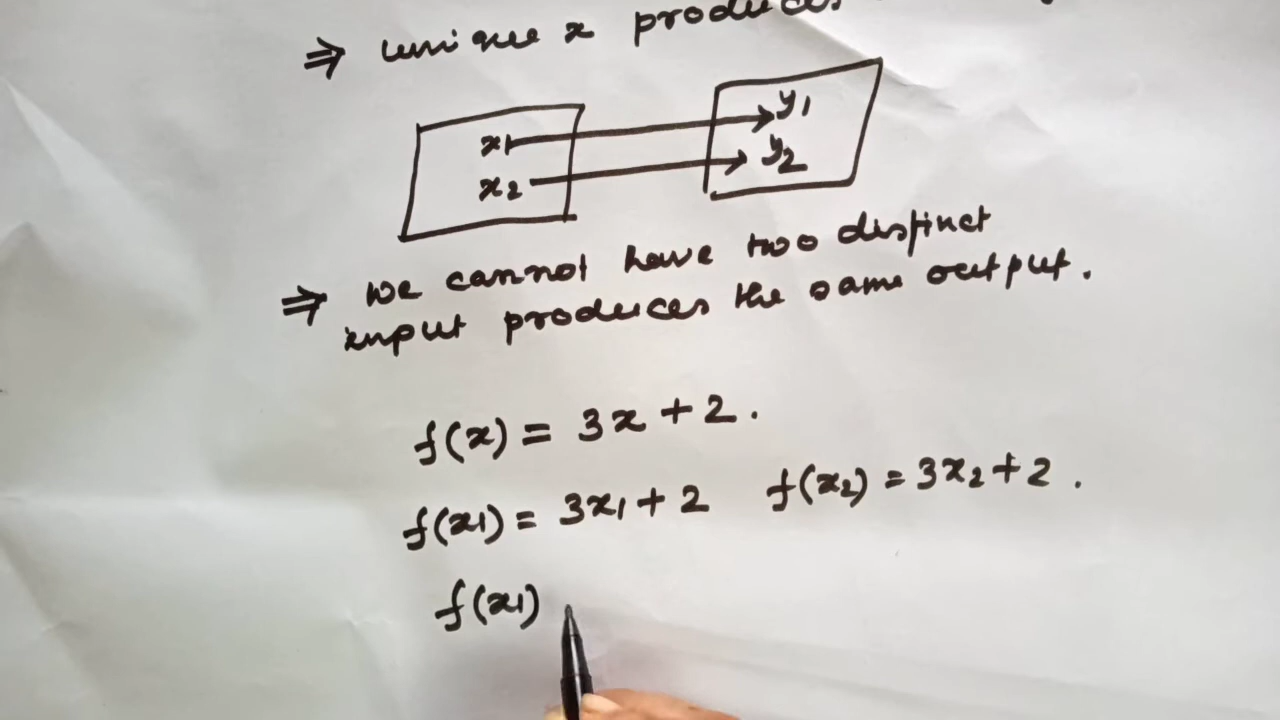 ⇒ unique x produces
x1 y1
x2 y2
⇒ we cannot have two distinct
input produces the same output.
f(x) = 3x + 2.
f(x1) = 3x1 + 2 f(x2) = 3x2 + 2.
f(x1)